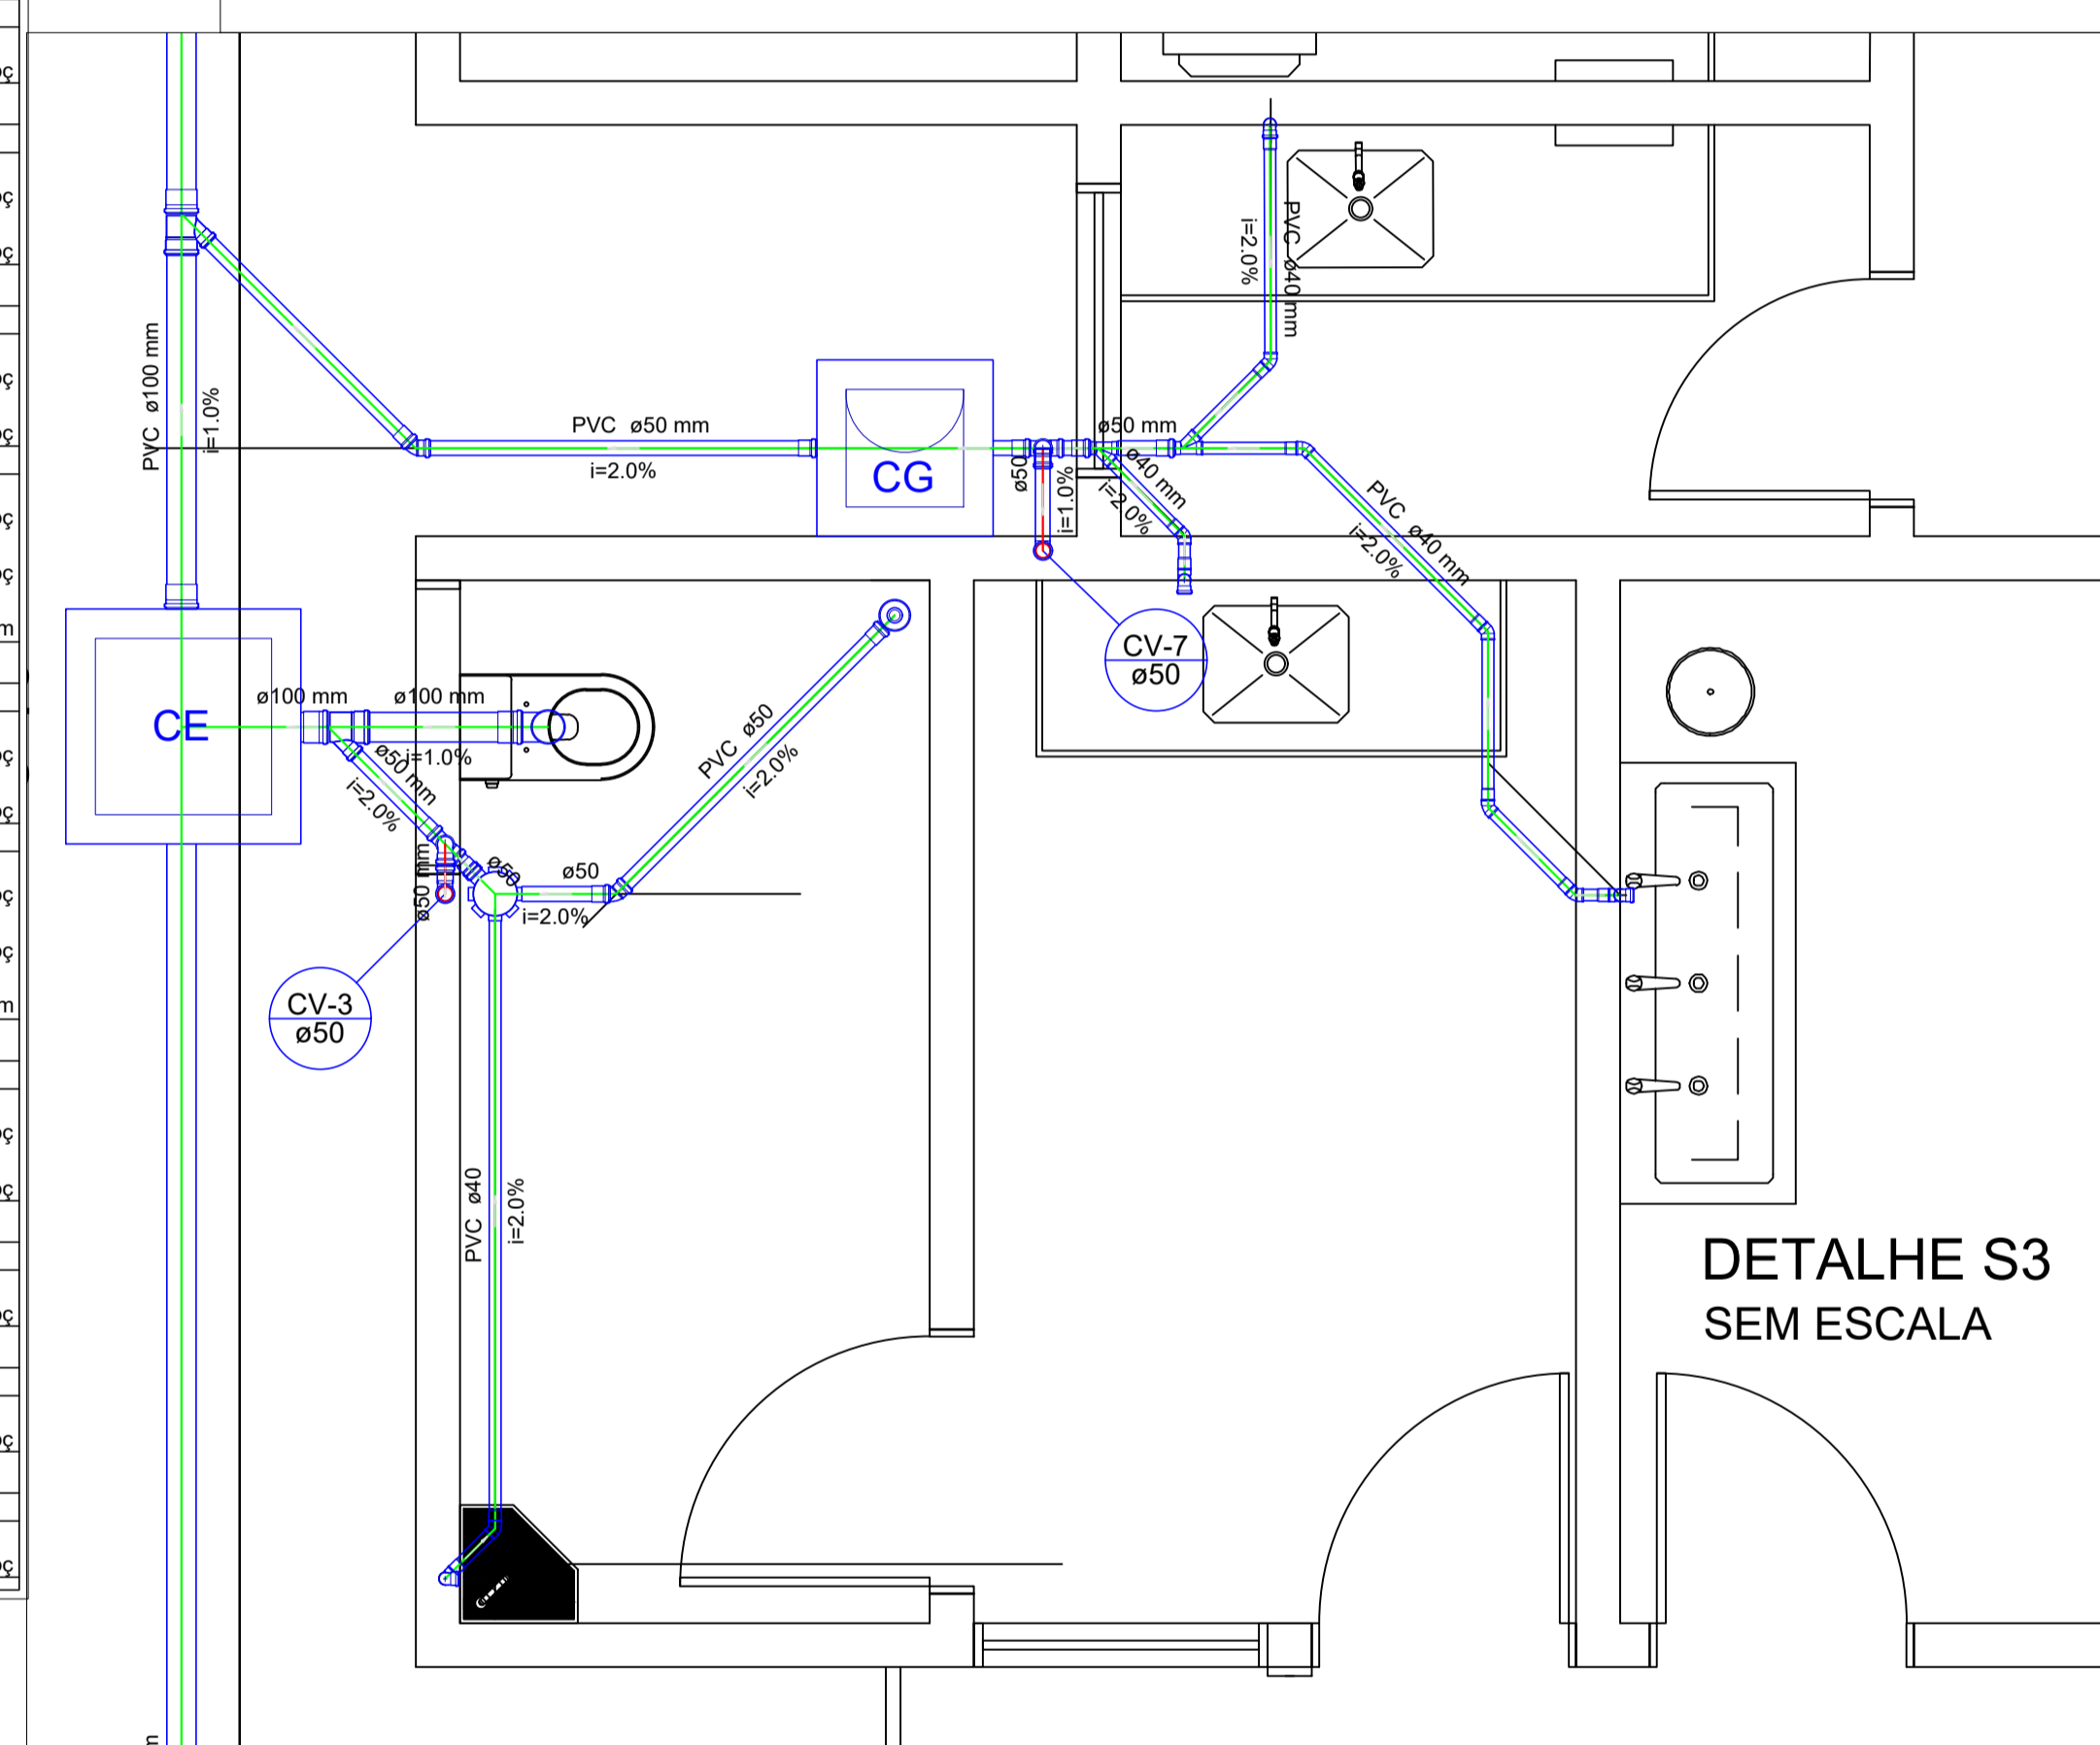 PVC ø40 mm
i=2.0%
PVC ø100 mm
i=1.0%
PVC ø50 mm
i=2.0%
CG
ø50
i=1.0%
ø50 mm
ø40 mm
i=2.0%
PVC ø40 mm
i=2.0%
CV-7
ø50
CE
ø100 mm
ø100 mm
i=1.0%
ø50 mm
i=2.0%
PVC ø50
i=2.0%
ø50 mm
ø50
ø50
i=2.0%
CV-3
ø50
PVC ø40
i=2.0%
DETALHE S3
SEM ESCALA